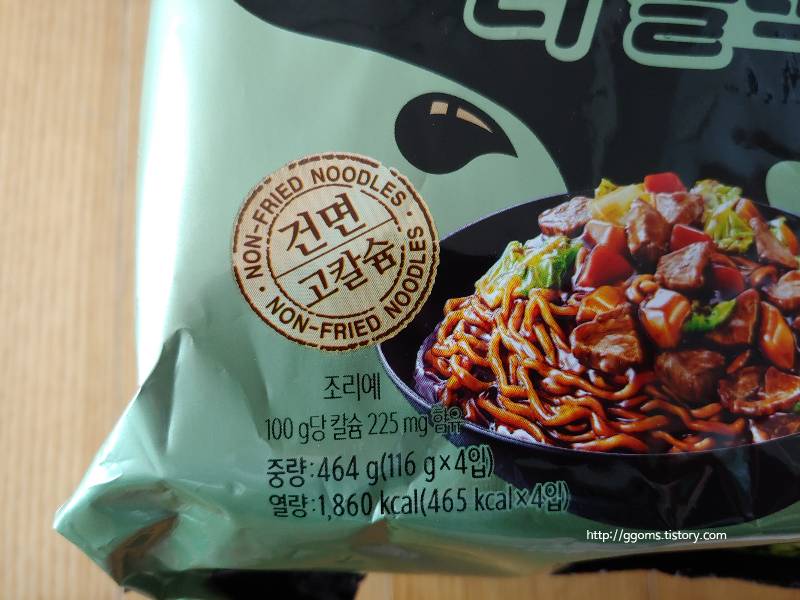 더블
NON-FRIED NOODLES
건면
고칼슘
NON-FRIED NOODLES
조리예
100 g당 칼슘 225 mg 함유
중량:464 g(116 g×4입)
열량:1,860 kcal(465 kcal×4입)
http://ggoms.tistory.com